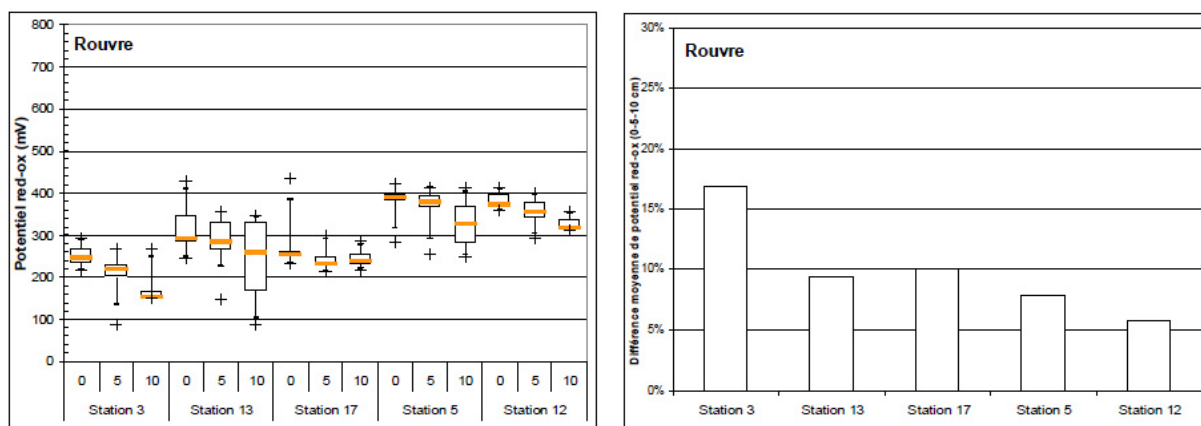 Rouvre
Potentiel red-ox (mV)
800
700
600
500
400
300
200
100
0
0 5 10 0 5 10 0 5 10 0 5 10 0 5 10
Station 3 Station 13 Station 17 Station 5 Station 12
Rouvre
Différence moyenne de potentiel red-ox (0-5-10 cm)
30%
25%
20%
15%
10%
5%
0%
Station 3 Station 13 Station 17 Station 5 Station 12